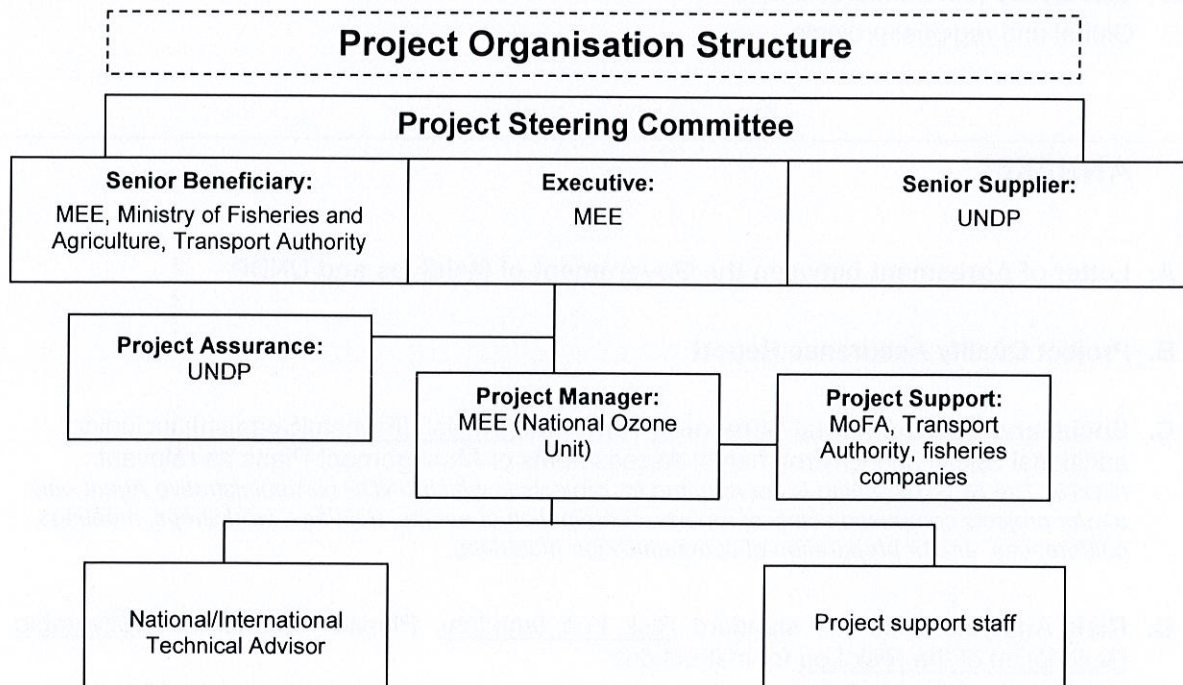 Project Organisation Structure
Project Steering Committee
Senior Beneficiary:
MEE, Ministry of Fisheries and
Agriculture, Transport Authority
Executive:
MEE
Senior Supplier:
UNDP
Project Assurance:
UNDP
Project Manager:
MEE (National Ozone
Unit)
Project Support:
MoFA, Transport
Authority, fisheries
companies
National/International
Technical Advisor
Project support staff